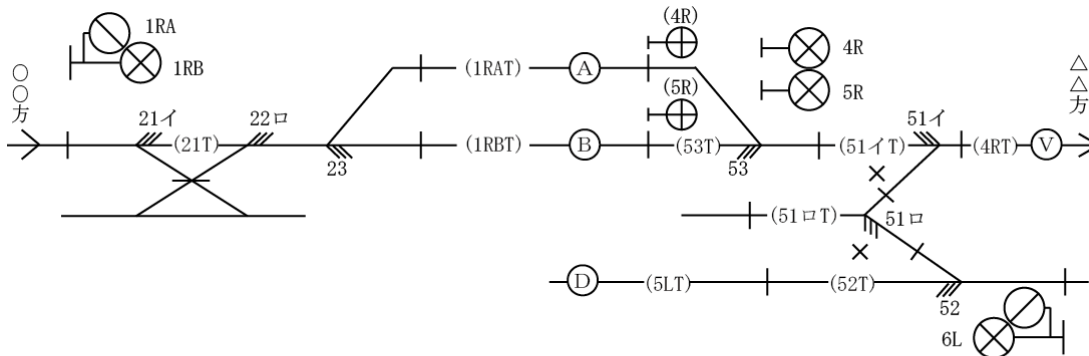 1RA
1RB
○○方
(4R)
(5R)
4R
5R
△△方
(1RAT)
A
21イ
(21T)
22ロ
23
(1RBT)
B
(53T)
53
(51イT)
51イ
(4RT)
V
(51ロT)
51ロ
D
(5LT)
(52T)
52
6L